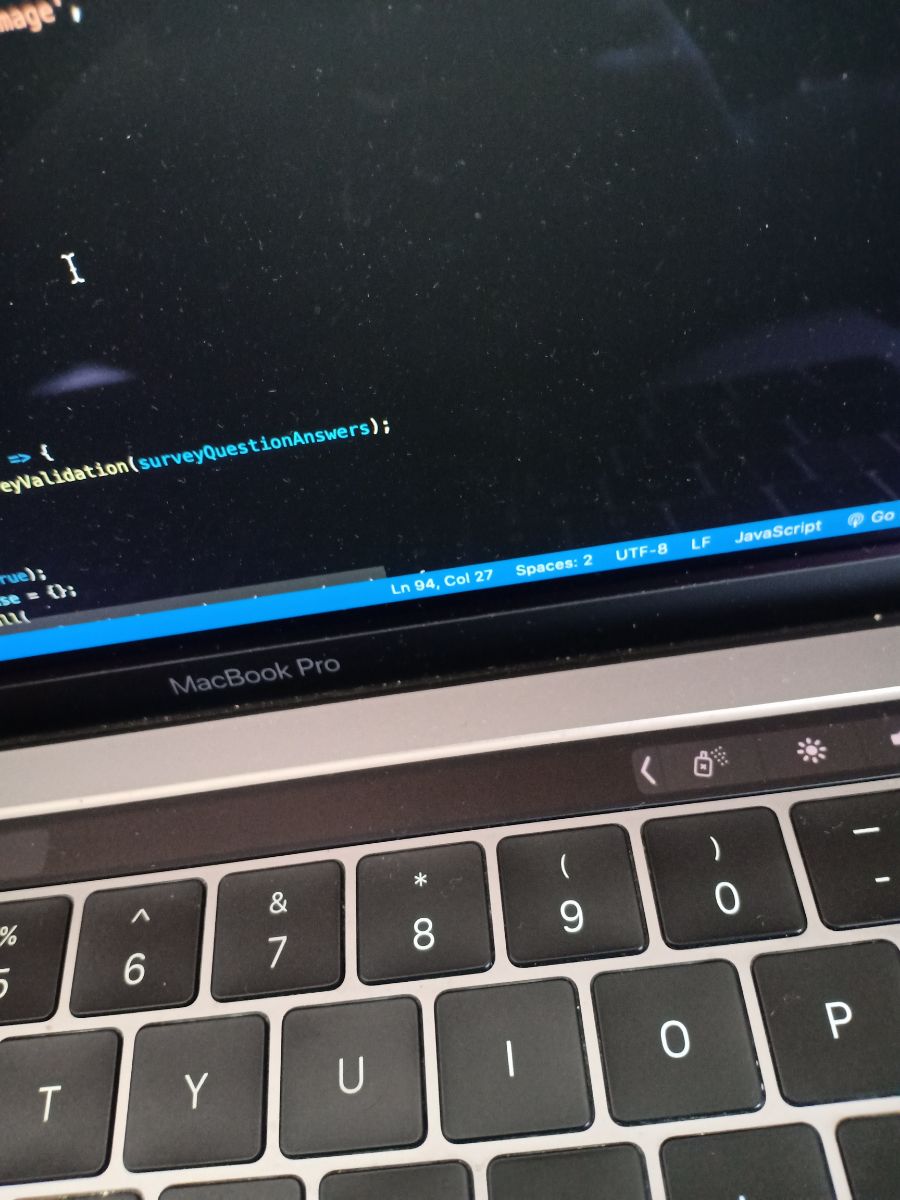 mage',
=> {
eyValidation(surveyQuestionAnswers);
rue);
se = {};
ll(
Ln 94, Col 27 Spaces: 2 UTF-8 LF JavaScript Go
MacBook Pro
% ^ & * ( ) —
5 6 7 8 9 0 -
T Y U I O P